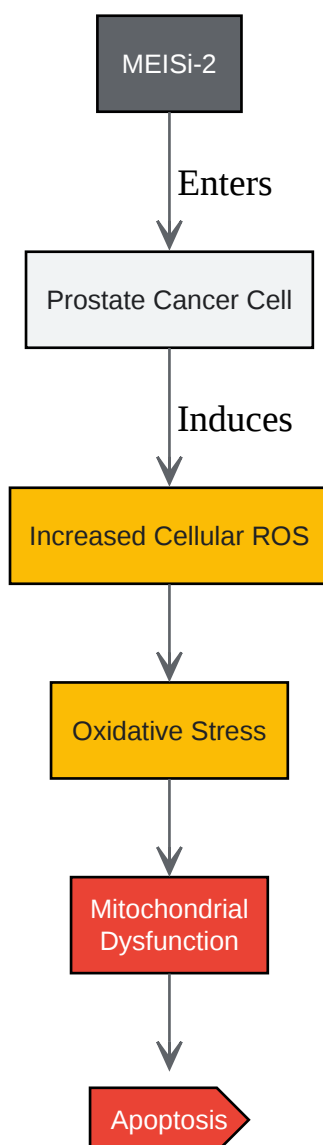 MEISi-2
Enters
Prostate Cancer Cell
Induces
Increased Cellular ROS
Oxidative Stress
Mitochondrial
Dysfunction
Apoptosis